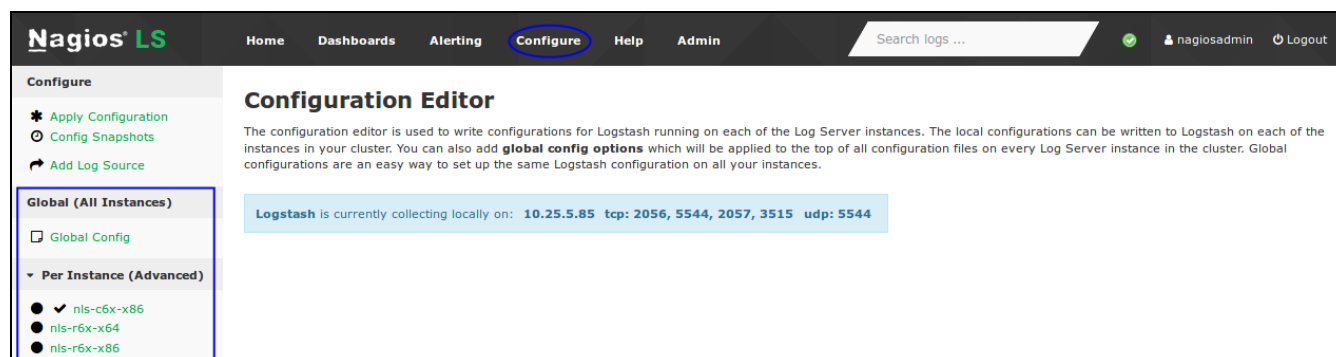 Nagios® LS
Home Dashboards Alerting Configure Help Admin
Search logs ...
nagiosadmin Logout
Configure
Apply Configuration
Config Snapshots
Add Log Source
Global (All Instances)
Global Config
Per Instance (Advanced)
nls-c6x-x86
nls-r6x-x64
nls-r6x-x86
Configuration Editor
The configuration editor is used to write configurations for Logstash running on each of the Log Server instances. The local configurations can be written to Logstash on each of the
instances in your cluster. You can also add global config options which will be applied to the top of all configuration files on every Log Server instance in the cluster. Global
configurations are an easy way to set up the same Logstash configuration on all your instances.
Logstash is currently collecting locally on: 10.25.5.85 tcp: 2056, 5544, 2057, 3515 udp: 5544